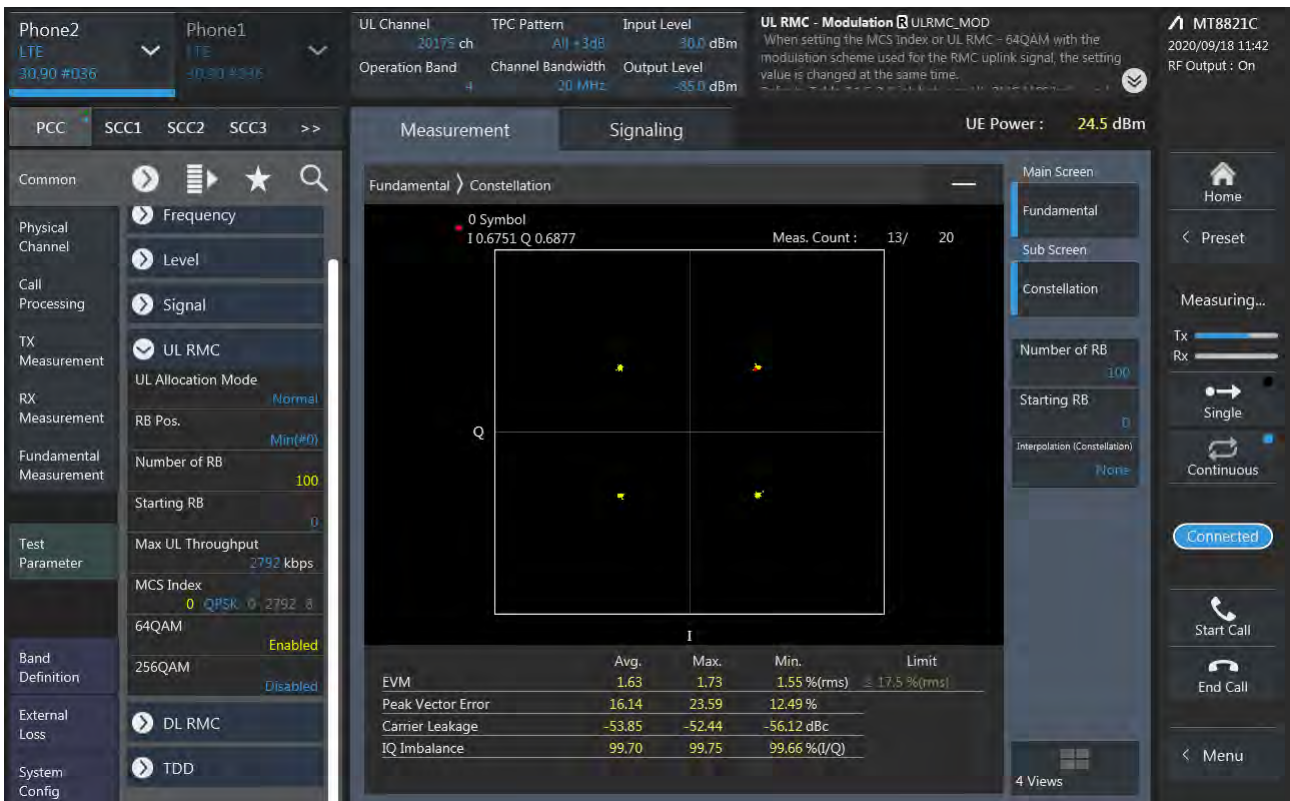 Phone2
LTE
30.90 #036
Phone1
LTE
UL Channel
20175 ch
TPC Pattern
All +3dB
Input Level
30.0 dBm
Operation Band
4
Channel Bandwidth
20 MHz
Output Level
-85.0 dBm
UL RMC - Modulation R ULRMC_MOD
When setting the MCS Index or UL RMC – 64QAM with the
modulation scheme used for the RMC uplink signal, the setting
value is changed at the same time.
MT8821C
2020/09/18 11:42
RF Output : On
PCC
SCC1
SCC2
SCC3
>>
Measurement
Signaling
UE Power : 24.5 dBm
Common
Physical
Channel
Call
Processing
TX
Measurement
RX
Measurement
Fundamental
Measurement
Test
Parameter
Band
Definition
External
Loss
System
Config
Frequency
Level
Signal
UL RMC
UL Allocation Mode
Normal
RB Pos.
Min(#0)
Number of RB
100
Starting RB
0
Max UL Throughput
2792 kbps
MCS Index
0 QPSK 0 2792 8
64QAM
Enabled
256QAM
Disabled
DL RMC
TDD
Fundamental 〉 Constellation
0 Symbol
I 0.6751 Q 0.6877
Meas. Count : 13/ 20
Q
I
Avg. Max. Min. Limit
EVM 1.63 1.73 1.55 %(rms) ≤ 17.5 %(rms)
Peak Vector Error 16.14 23.59 12.49 %
Carrier Leakage -53.85 -52.44 -56.12 dBc
IQ Imbalance 99.70 99.75 99.66 %(I/Q)
Main Screen
Fundamental
Sub Screen
Constellation
Number of RB
100
Starting RB
0
Interpolation (Constellation)
None
4 Views
Home
< Preset
Measuring...
Tx
Rx
Single
Continuous
Connected
Start Call
End Call
< Menu